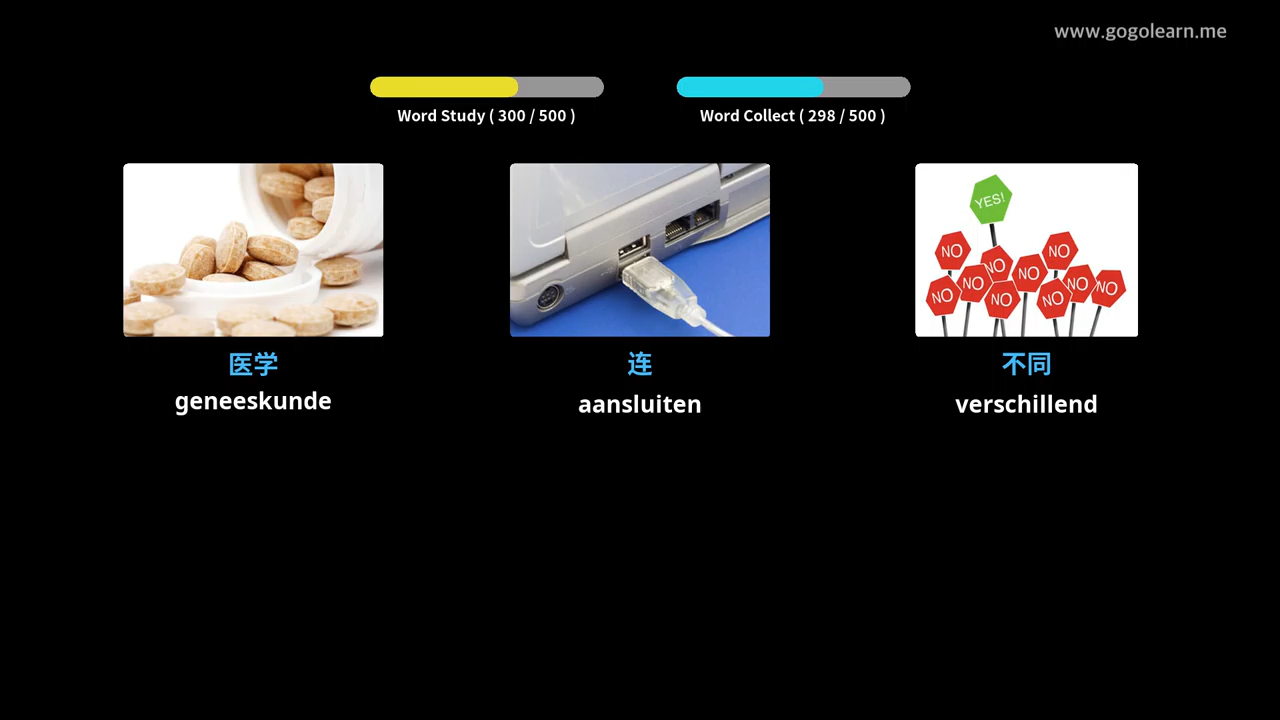 www.gogolearn.me
Word Study ( 300 / 500 )
Word Collect ( 298 / 500 )
YES!
NO
NO
NO
NO
NO
NO
NO
NO
NO
NO
医学
连
不同
geneeskunde
aansluiten
verschillend